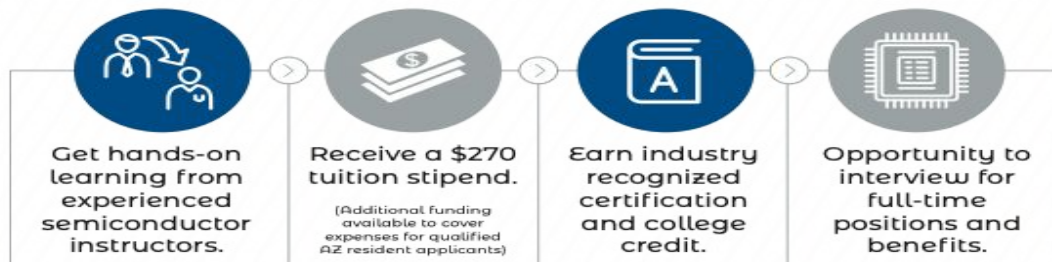 Get hands-on
learning from
experienced
semiconductor
instructors.
Receive a $270
tuition stipend.
(Additional funding
available to cover
expenses for qualified
AZ resident applicants)
A
Earn industry
recognized
certification
and college
credit.
Opportunity to
interview for
full-time
positions and
benefits.